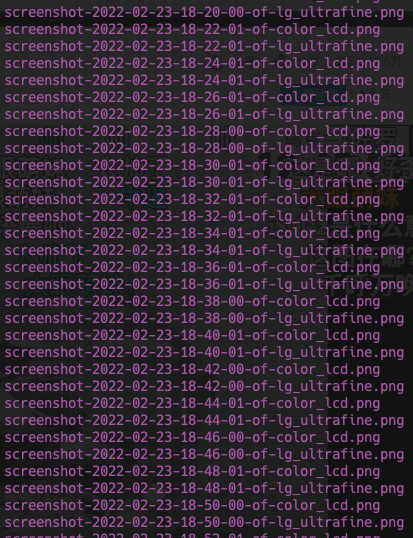 screenshot-2022-02-23-18-20-00-of-lg_ultrafine.png
screenshot-2022-02-23-18-22-01-of-color_lcd.png
screenshot-2022-02-23-18-22-01-of-lg_ultrafine.png
screenshot-2022-02-23-18-24-01-of-color_lcd.png
screenshot-2022-02-23-18-24-01-of-lg_ultrafine.png
screenshot-2022-02-23-18-26-01-of-color_lcd.png
screenshot-2022-02-23-18-26-01-of-lg_ultrafine.png
screenshot-2022-02-23-18-28-00-of-color_lcd.png
screenshot-2022-02-23-18-28-00-of-lg_ultrafine.png
screenshot-2022-02-23-18-30-01-of-color_lcd.png
screenshot-2022-02-23-18-30-01-of-lg_ultrafine.png
screenshot-2022-02-23-18-32-01-of-color_lcd.png
screenshot-2022-02-23-18-32-01-of-lg_ultrafine.png
screenshot-2022-02-23-18-34-01-of-color_lcd.png
screenshot-2022-02-23-18-34-01-of-lg_ultrafine.png
screenshot-2022-02-23-18-36-01-of-color_lcd.png
screenshot-2022-02-23-18-36-01-of-lg_ultrafine.png
screenshot-2022-02-23-18-38-00-of-color_lcd.png
screenshot-2022-02-23-18-38-00-of-lg_ultrafine.png
screenshot-2022-02-23-18-40-01-of-color_lcd.png
screenshot-2022-02-23-18-40-01-of-lg_ultrafine.png
screenshot-2022-02-23-18-42-00-of-color_lcd.png
screenshot-2022-02-23-18-42-00-of-lg_ultrafine.png
screenshot-2022-02-23-18-44-01-of-color_lcd.png
screenshot-2022-02-23-18-44-01-of-lg_ultrafine.png
screenshot-2022-02-23-18-46-00-of-color_lcd.png
screenshot-2022-02-23-18-46-00-of-lg_ultrafine.png
screenshot-2022-02-23-18-48-01-of-color_lcd.png
screenshot-2022-02-23-18-48-01-of-lg_ultrafine.png
screenshot-2022-02-23-18-50-00-of-color_lcd.png
screenshot-2022-02-23-18-50-00-of-lg_ultrafine.png